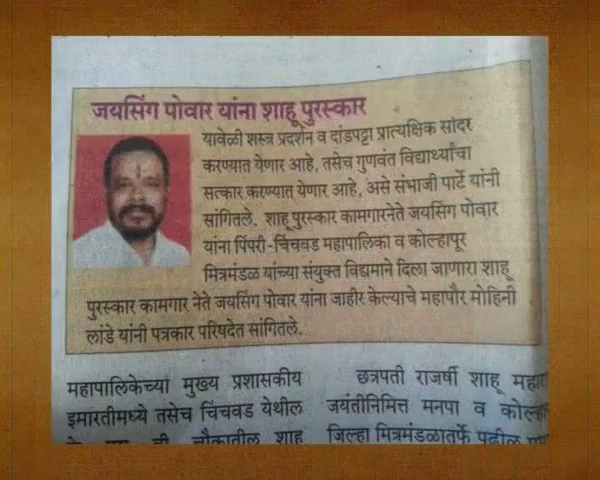 जयसिंग पोवार यांना शाहू पुरस्कार
यावेळी शस्त्र प्रदर्शन व दांडपट्टा प्रात्यक्षिक सादर
करण्यात येणार आहे, तसेच गुणवंत विद्यार्थ्यांचा
सत्कार करण्यात येणार आहे, असे संभाजी पार्टे यांनी
सांगितले. शाहू पुरस्कार कामगारनेते जयसिंग पोवार
यांना पिंपरी-चिंचवड महापालिका व कोल्हापूर
मित्रमंडळ यांच्या संयुक्त विद्यमाने दिला जाणारा शाहू
पुरस्कार कामगार नेते जयसिंग पोवार यांना जाहीर केल्याचे महापौर मोहिनी
लांडे यांनी पत्रकार परिषदेत सांगितले.
महापालिकेच्या मुख्य प्रशासकीय
इमारतीमध्ये तसेच चिंचवड येथील
चौकातील शाहू
छत्रपती राजर्षी शाहू
जयंतीनिमित्त मनपा व
जिल्हा मित्रमंडळातर्फे पुढील